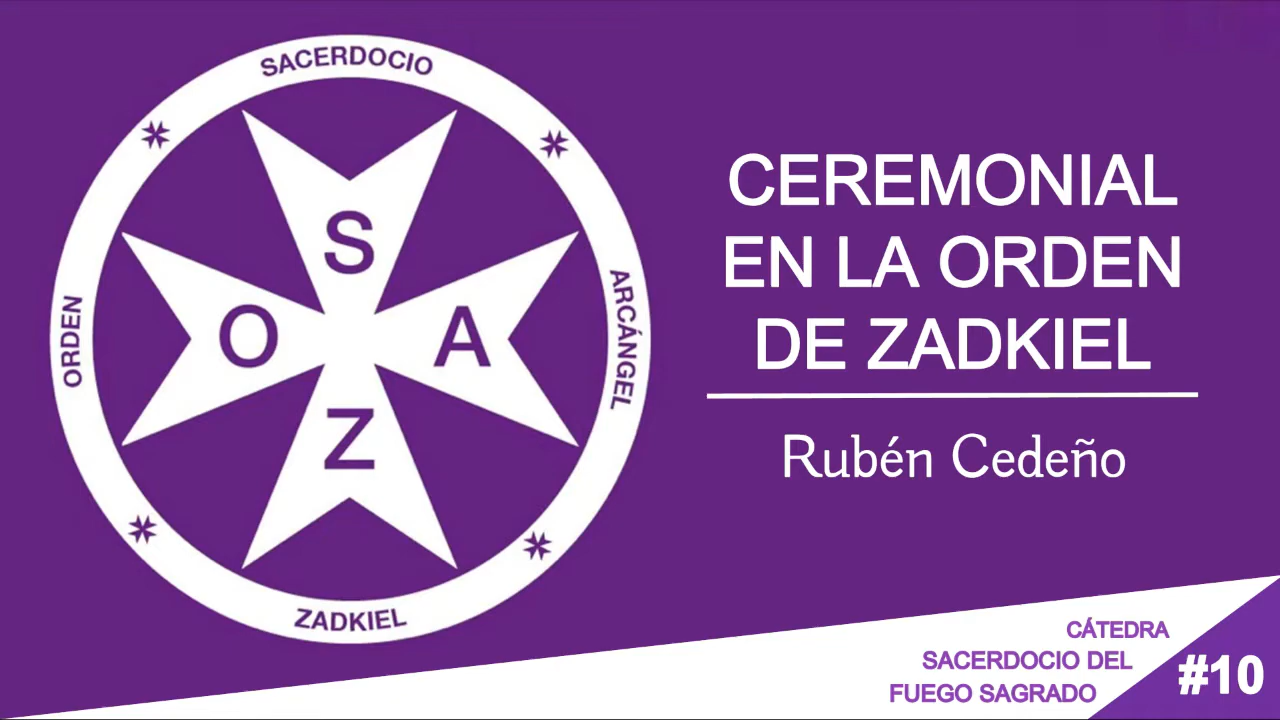 SACERDOCIO
ORDEN
ARCÁNGEL
ZADKIEL
S
O A
Z
CEREMONIAL
EN LA ORDEN
DE ZADKIEL
Rubén Cedeño
CÁTEDRA
SACERDOCIO DEL
FUEGO SAGRADO
#10